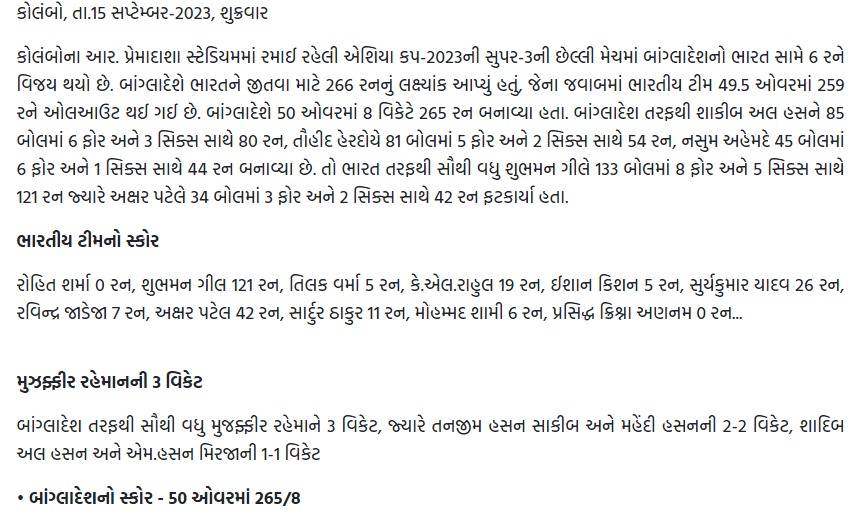 કોલંબો, તા.15 સપ્ટેમ્બર-2023, શુક્રવાર
કોલંબોના આર. પ્રેમાદાશા સ્ટેડિયમમાં રમાઈ રહેલી એશિયા કપ-2023ની સુપર-3ની છેલ્લી મેચમાં બાંગ્લાદેશનો ભારત સામે 6 રને
વિજય થયો છે. બાંગ્લાદેશે ભારતને જીતવા માટે 266 રનનું લક્ષ્યાંક આપ્યું હતું, જેના જવાબમાં ભારતીય ટીમ 49.5 ઓવરમાં 259
રને ઓલઆઉટ થઈ ગઈ છે. બાંગ્લાદેશે 50 ઓવરમાં 8 વિકેટે 265 રન બનાવ્યા હતા. બાંગ્લાદેશ તરફથી શાકીબ અલ હસને 85
બોલમાં 6 ફોર અને 3 સિક્સ સાથે 80 રન, તૌહીદ હેરદોયે 81 બોલમાં 5 ફોર અને 2 સિક્સ સાથે 54 રન, નસુમ અહેમદે 45 બોલમાં
6 ફોર અને 1 સિક્સ સાથે 44 રન બનાવ્યા છે. તો ભારત તરફથી સૌથી વધુ શુભમન ગીલે 133 બોલમાં 8 ફોર અને 5 સિક્સ સાથે
121 રન જ્યારે અક્ષર પટેલે 34 બોલમાં 3 ફોર અને 2 સિક્સ સાથે 42 રન ફટકાર્યા હતા.
ભારતીય ટીમનો સ્કોર
રોહિત શર્મા 0 રન, શુભમન ગીલ 121 રન, તિલક વર્મા 5 રન, કે.એલ.રાહુલ 19 રન, ઈશાન કિશન 5 રન, સુર્યકુમાર યાદવ 26 રન,
રવિન્દ્ર જાડેજા 7 રન, અક્ષર પટેલ 42 રન, સાર્દુર ઠાકુર 11 રન, મોહમ્મદ શામી 6 રન, પ્રસિદ્ધ ક્રિશ્ના અણનમ 0 રન...
મુઝફ્ફીર રહેમાનની 3 વિકેટ
બાંગ્લાદેશ તરફથી સૌથી વધુ મુજફ્ફીર રહેમાને 3 વિકેટ, જ્યારે તનજીમ હસન સાકીબ અને મહેંદી હસનની 2-2 વિકેટ, શાદિબ
અલ હસન અને એમ.હસન મિરજાની 1-1 વિકેટ
• બાંગ્લાદેશનો સ્કોર - 50 ઓવરમાં 265/8